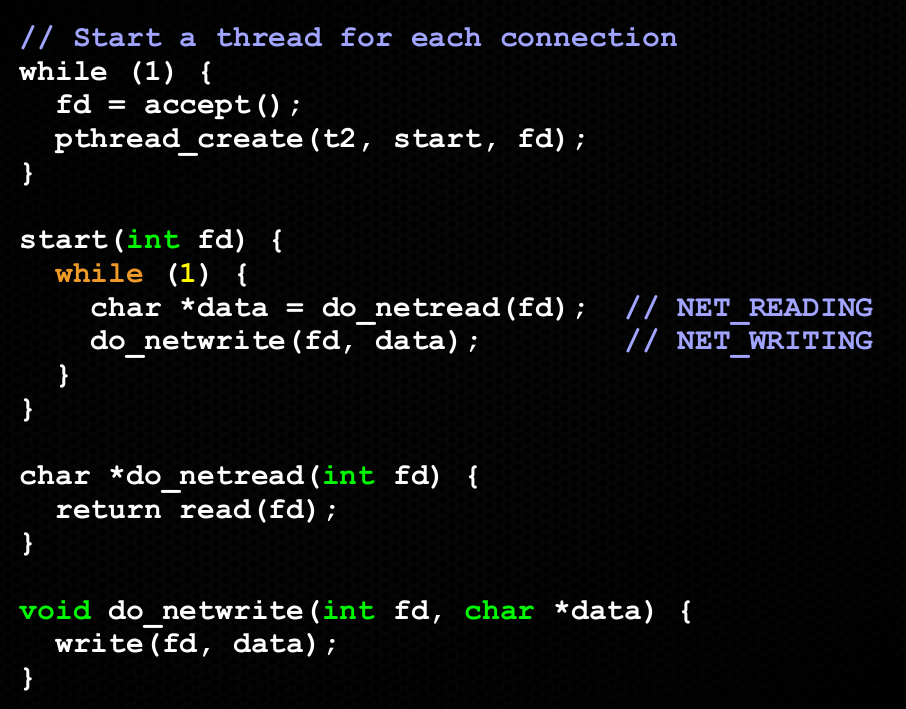 // Start a thread for each connection
while (1) {
  fd = accept();
  pthread_create(t2, start, fd);
}

start(int fd) {
  while (1) {
    char *data = do_netread(fd);  // NET_READING
    do_netwrite(fd, data);        // NET_WRITING
  }
}

char *do_netread(int fd) {
  return read(fd);
}

void do_netwrite(int fd, char *data) {
  write(fd, data);
}